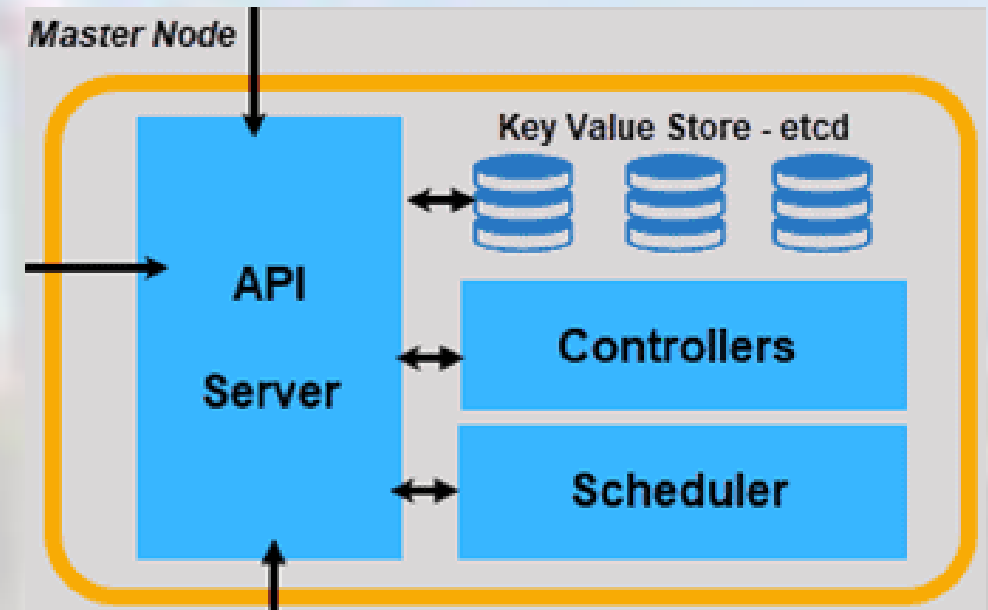 Master Node
Key Value Store - etcd
API
Server
Controllers
Scheduler